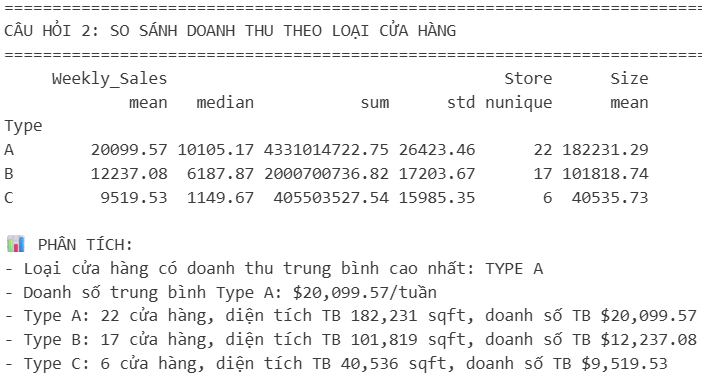 ================================================================================
CÂU HỎI 2: SO SÁNH DOANH THU THEO LOẠI CỬA HÀNG
================================================================================
     Weekly_Sales                                     Store       Size
             mean   median           sum      std nunique       mean
Type
A        20099.57 10105.17 4331014722.75 26423.46      22  182231.29
B        12237.08  6187.87 2000700736.82 17203.67      17  101818.74
C         9519.53  1149.67  405503527.54 15985.35       6   40535.73
📊 PHÂN TÍCH:
- Loại cửa hàng có doanh thu trung bình cao nhất: TYPE A
- Doanh số trung bình Type A: $20,099.57/tuần
- Type A: 22 cửa hàng, diện tích TB 182,231 sqft, doanh số TB $20,099.57
- Type B: 17 cửa hàng, diện tích TB 101,819 sqft, doanh số TB $12,237.08
- Type C: 6 cửa hàng, diện tích TB 40,536 sqft, doanh số TB $9,519.53